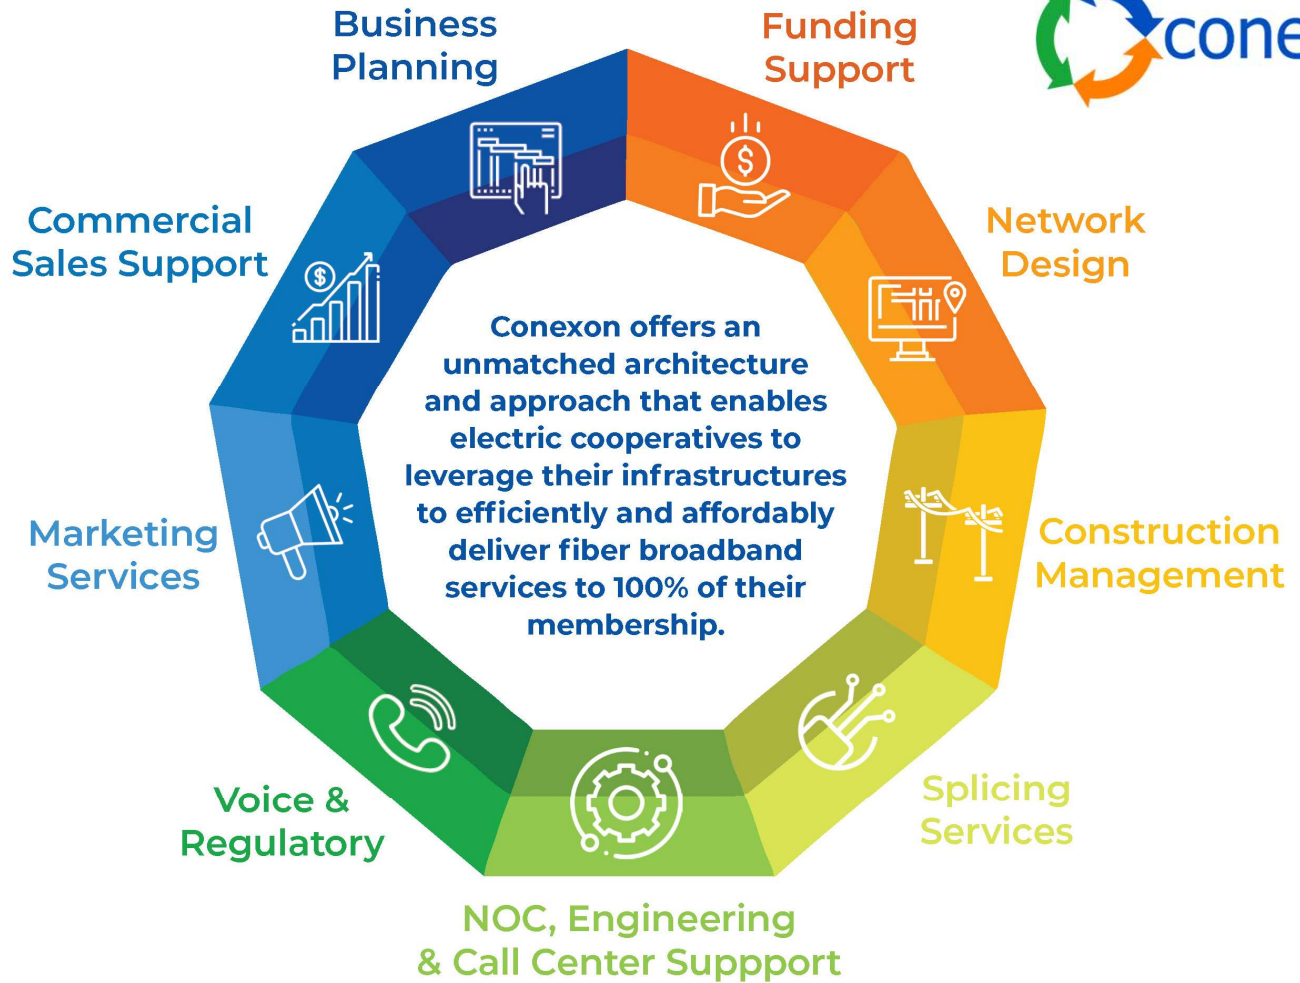 Business
Planning
Funding
Support
cone
Commercial
Sales Support
Network
Design
Conexon offers an
unmatched architecture
and approach that enables
electric cooperatives to
leverage their infrastructures
to efficiently and affordably
deliver fiber broadband
services to 100% of their
membership.
Marketing
Services
Construction
Management
Voice &
Regulatory
Splicing
Services
NOC, Engineering
& Call Center Suppport